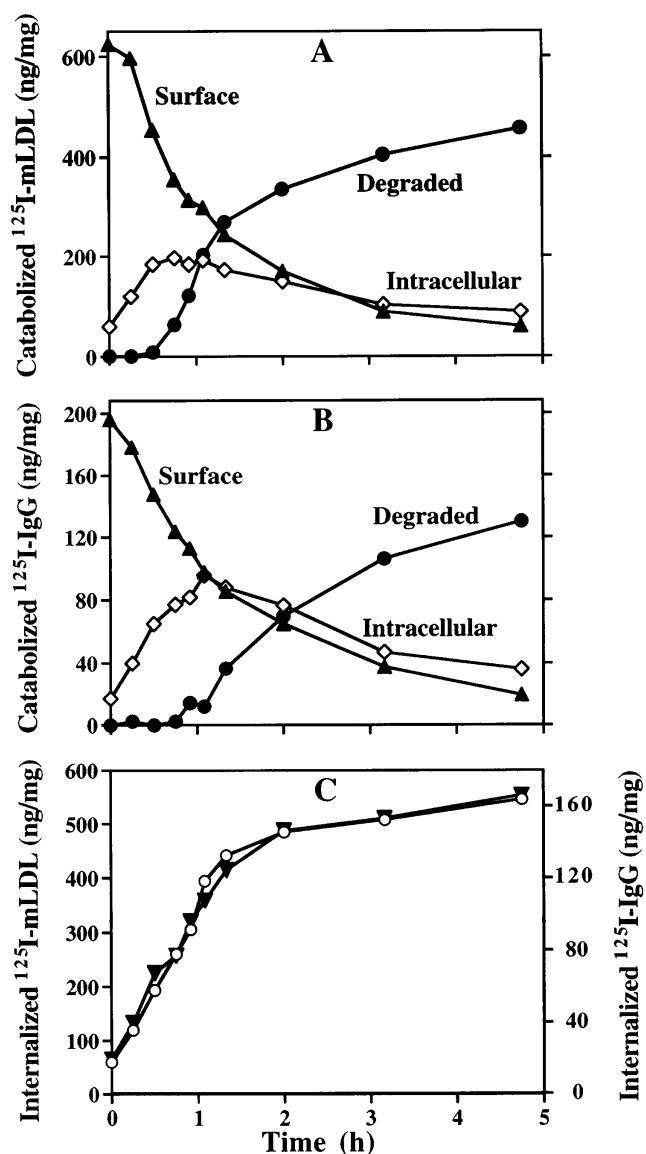 A
Catabolized ¹²⁵I-mLDL (ng/mg)
600
400
200
0
Surface
Degraded
Intracellular
B
Catabolized ¹²⁵I-IgG (ng/mg)
200
160
120
80
40
0
Surface
Degraded
Intracellular
C
Internalized ¹²⁵I-mLDL (ng/mg)
600
500
400
300
200
100
0
160
120
80
40
0
Internalized ¹²⁵I-IgG (ng/mg)
0 1 2 3 4 5
Time (h)